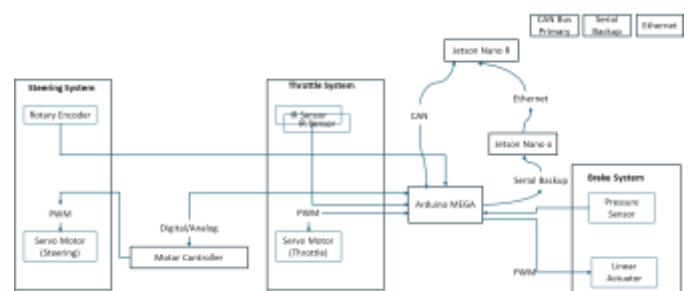 CAN Bus
Primary
Serial
Backup
Ethernet
Jetson Nano R
Steering System
Throttle System
Rotary Encoder
IR Sensor
IR Sensor
CAN
Ethernet
Jetson Nano a
Brake System
Serial Backup
Arduino MEGA
Pressure
Sensor
PWM
Digital/Analog
PWM
Servo Motor
(Steering)
Motor Controller
Servo Motor
(Throttle)
PWM
Linear
Actuator